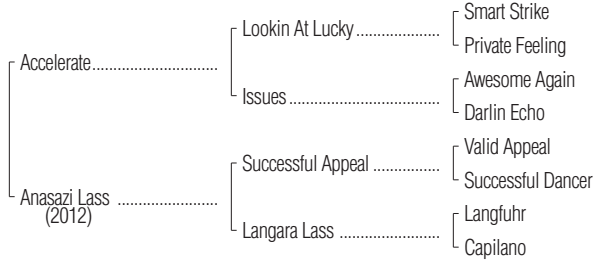 Smart Strike
Lookin At Lucky ...................
Private Feeling
Accelerate.............................
Awesome Again
Issues ...................................
Darlin Echo
Valid Appeal
Successful Appeal ................
Successful Dancer
Anasazi Lass .......................
(2012)
Langfuhr
Langara Lass .......................
Capilano